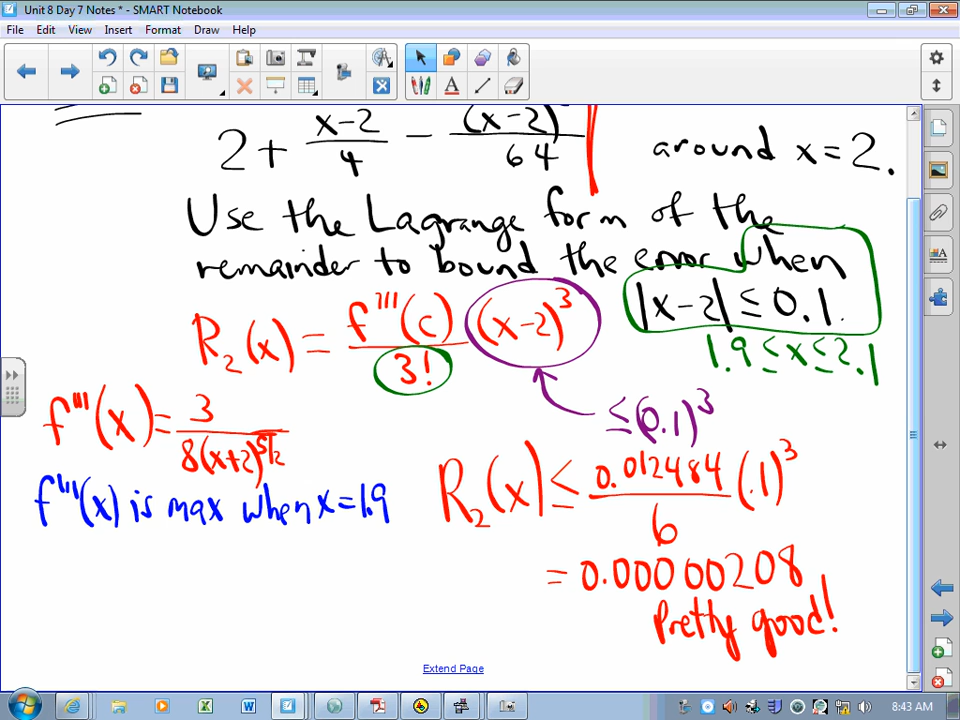 Unit 8 Day 7 Notes * - SMART Notebook
File Edit View Insert Format Draw Help
2 + x-2/4 - (x-2)/64 around x=2.
Use the Lagrange form of the
remainder to bound the error when
|x-2| ≤ 0.1.
R₂(x) = f'''(c)/3! (x-2)³
1.9 ≤ x ≤ 2.1
≤(0.1)³
f'''(x) = 3/8(x+2)^5/2
f'''(x) is max when x=1.9
R₂(x) ≤ 0.012484/6 (.1)³
= 0.00000208
Pretty good!
Extend Page
8:43 AM